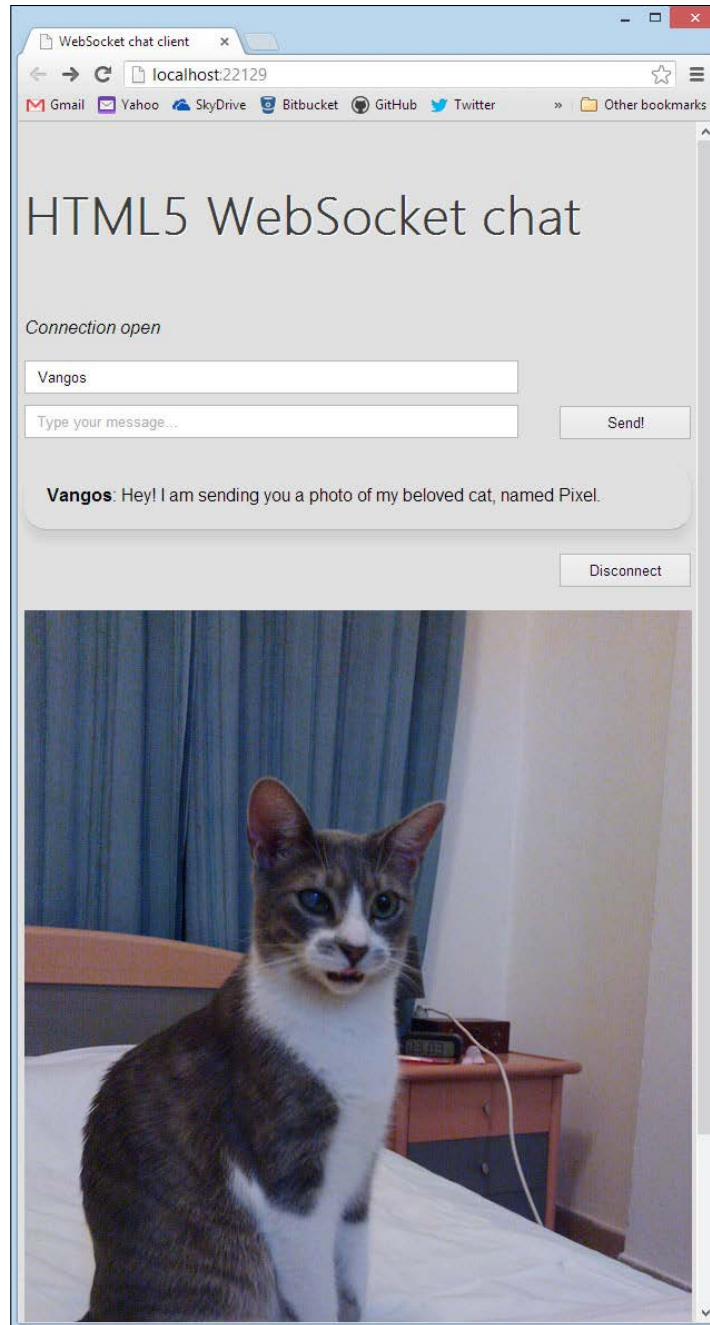 WebSocket chat client
localhost:22129
Gmail Yahoo SkyDrive Bitbucket GitHub Twitter » Other bookmarks
HTML5 WebSocket chat
Connection open
Vangos
Type your message...
Send!
Vangos: Hey! I am sending you a photo of my beloved cat, named Pixel.
Disconnect